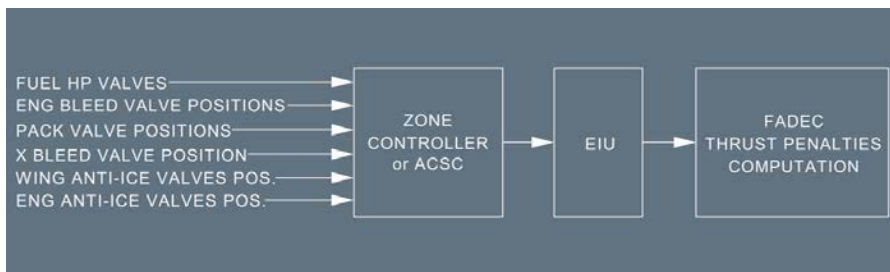 FUEL HP VALVES
ENG BLEED VALVE POSITIONS
PACK VALVE POSITIONS
X BLEED VALVE POSITION
WING ANTI-ICE VALVES POS.
ENG ANTI-ICE VALVES POS.
ZONE
CONTROLLER
or ACSC
EIU
FADEC
THRUST PENALTIES
COMPUTATION